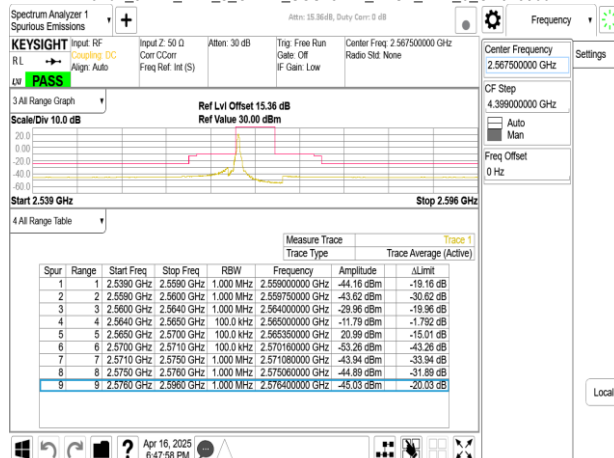 Spectrum Analyzer 1
Spurious Emissions
Attn: 15.36dB, Duty Corr: 0 dB
Frequency
KEYSIGHT
Input: RF
Coupling: DC
Align: Auto
Input Z: 50 Ω
Corr CCorr
Freq Ref: Int (S)
Atten: 30 dB
Trig: Free Run
Gate: Off
IF Gain: Low
Center Freq: 2.567500000 GHz
Radio Std: None
RL
LXI
PASS
Center Frequency
2.567500000 GHz
Settings
CF Step
4.399000000 GHz
Auto
Man
Freq Offset
0 Hz
3 All Range Graph
Scale/Div 10.0 dB
Ref Lvl Offset 15.36 dB
Ref Value 30.00 dBm
20.0
0.00
-20.0
-40.0
-60.0
Start 2.539 GHz
Stop 2.596 GHz
4 All Range Table
Measure Trace Trace 1
Trace Type Trace Average (Active)
Spur Range Start Freq Stop Freq RBW Frequency Amplitude ΔLimit
1 1 2.5390 GHz 2.5590 GHz 1.000 MHz 2.559000000 GHz -44.16 dBm -19.16 dB
2 2 2.5590 GHz 2.5600 GHz 1.000 MHz 2.559750000 GHz -43.62 dBm -30.62 dB
3 3 2.5600 GHz 2.5640 GHz 1.000 MHz 2.564000000 GHz -29.96 dBm -19.96 dB
4 4 2.5640 GHz 2.5650 GHz 100.0 kHz 2.565000000 GHz -11.79 dBm -1.792 dB
5 5 2.5650 GHz 2.5700 GHz 100.0 kHz 2.565350000 GHz 20.99 dBm -15.01 dB
6 6 2.5700 GHz 2.5710 GHz 100.0 kHz 2.570160000 GHz -53.26 dBm -43.26 dB
7 7 2.5710 GHz 2.5750 GHz 1.000 MHz 2.571080000 GHz -43.94 dBm -33.94 dB
8 8 2.5750 GHz 2.5760 GHz 1.000 MHz 2.575060000 GHz -44.89 dBm -31.89 dB
9 9 2.5760 GHz 2.5960 GHz 1.000 MHz 2.576400000 GHz -45.03 dBm -20.03 dB
Local
Apr 16, 2025
6:47:58 PM